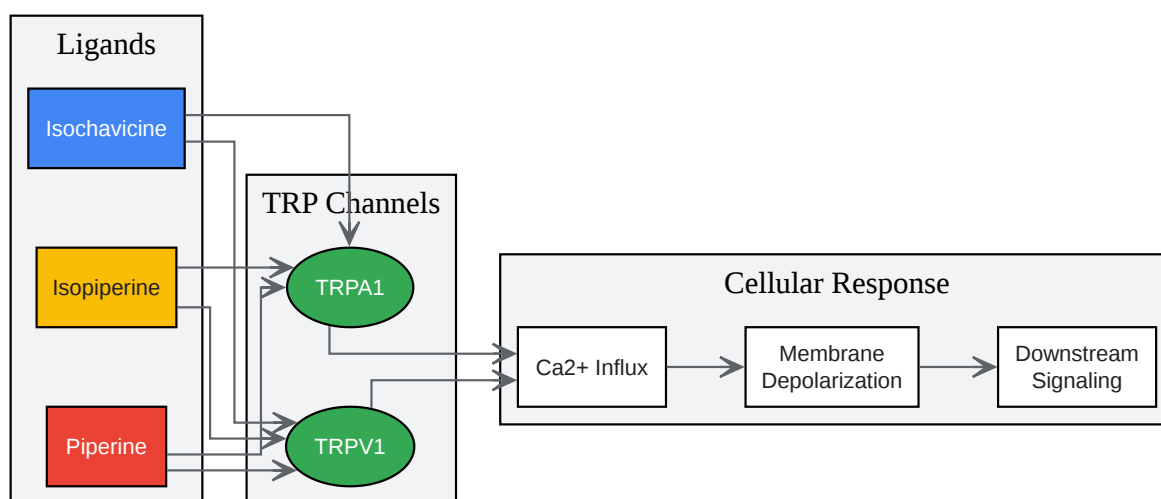 Ligands
Isochavicine
TRP Channels
Isopiperine
TRPA1
Cellular Response
Ca2+ Influx
Membrane
Depolarization
Downstream
Signaling
Piperine
TRPV1